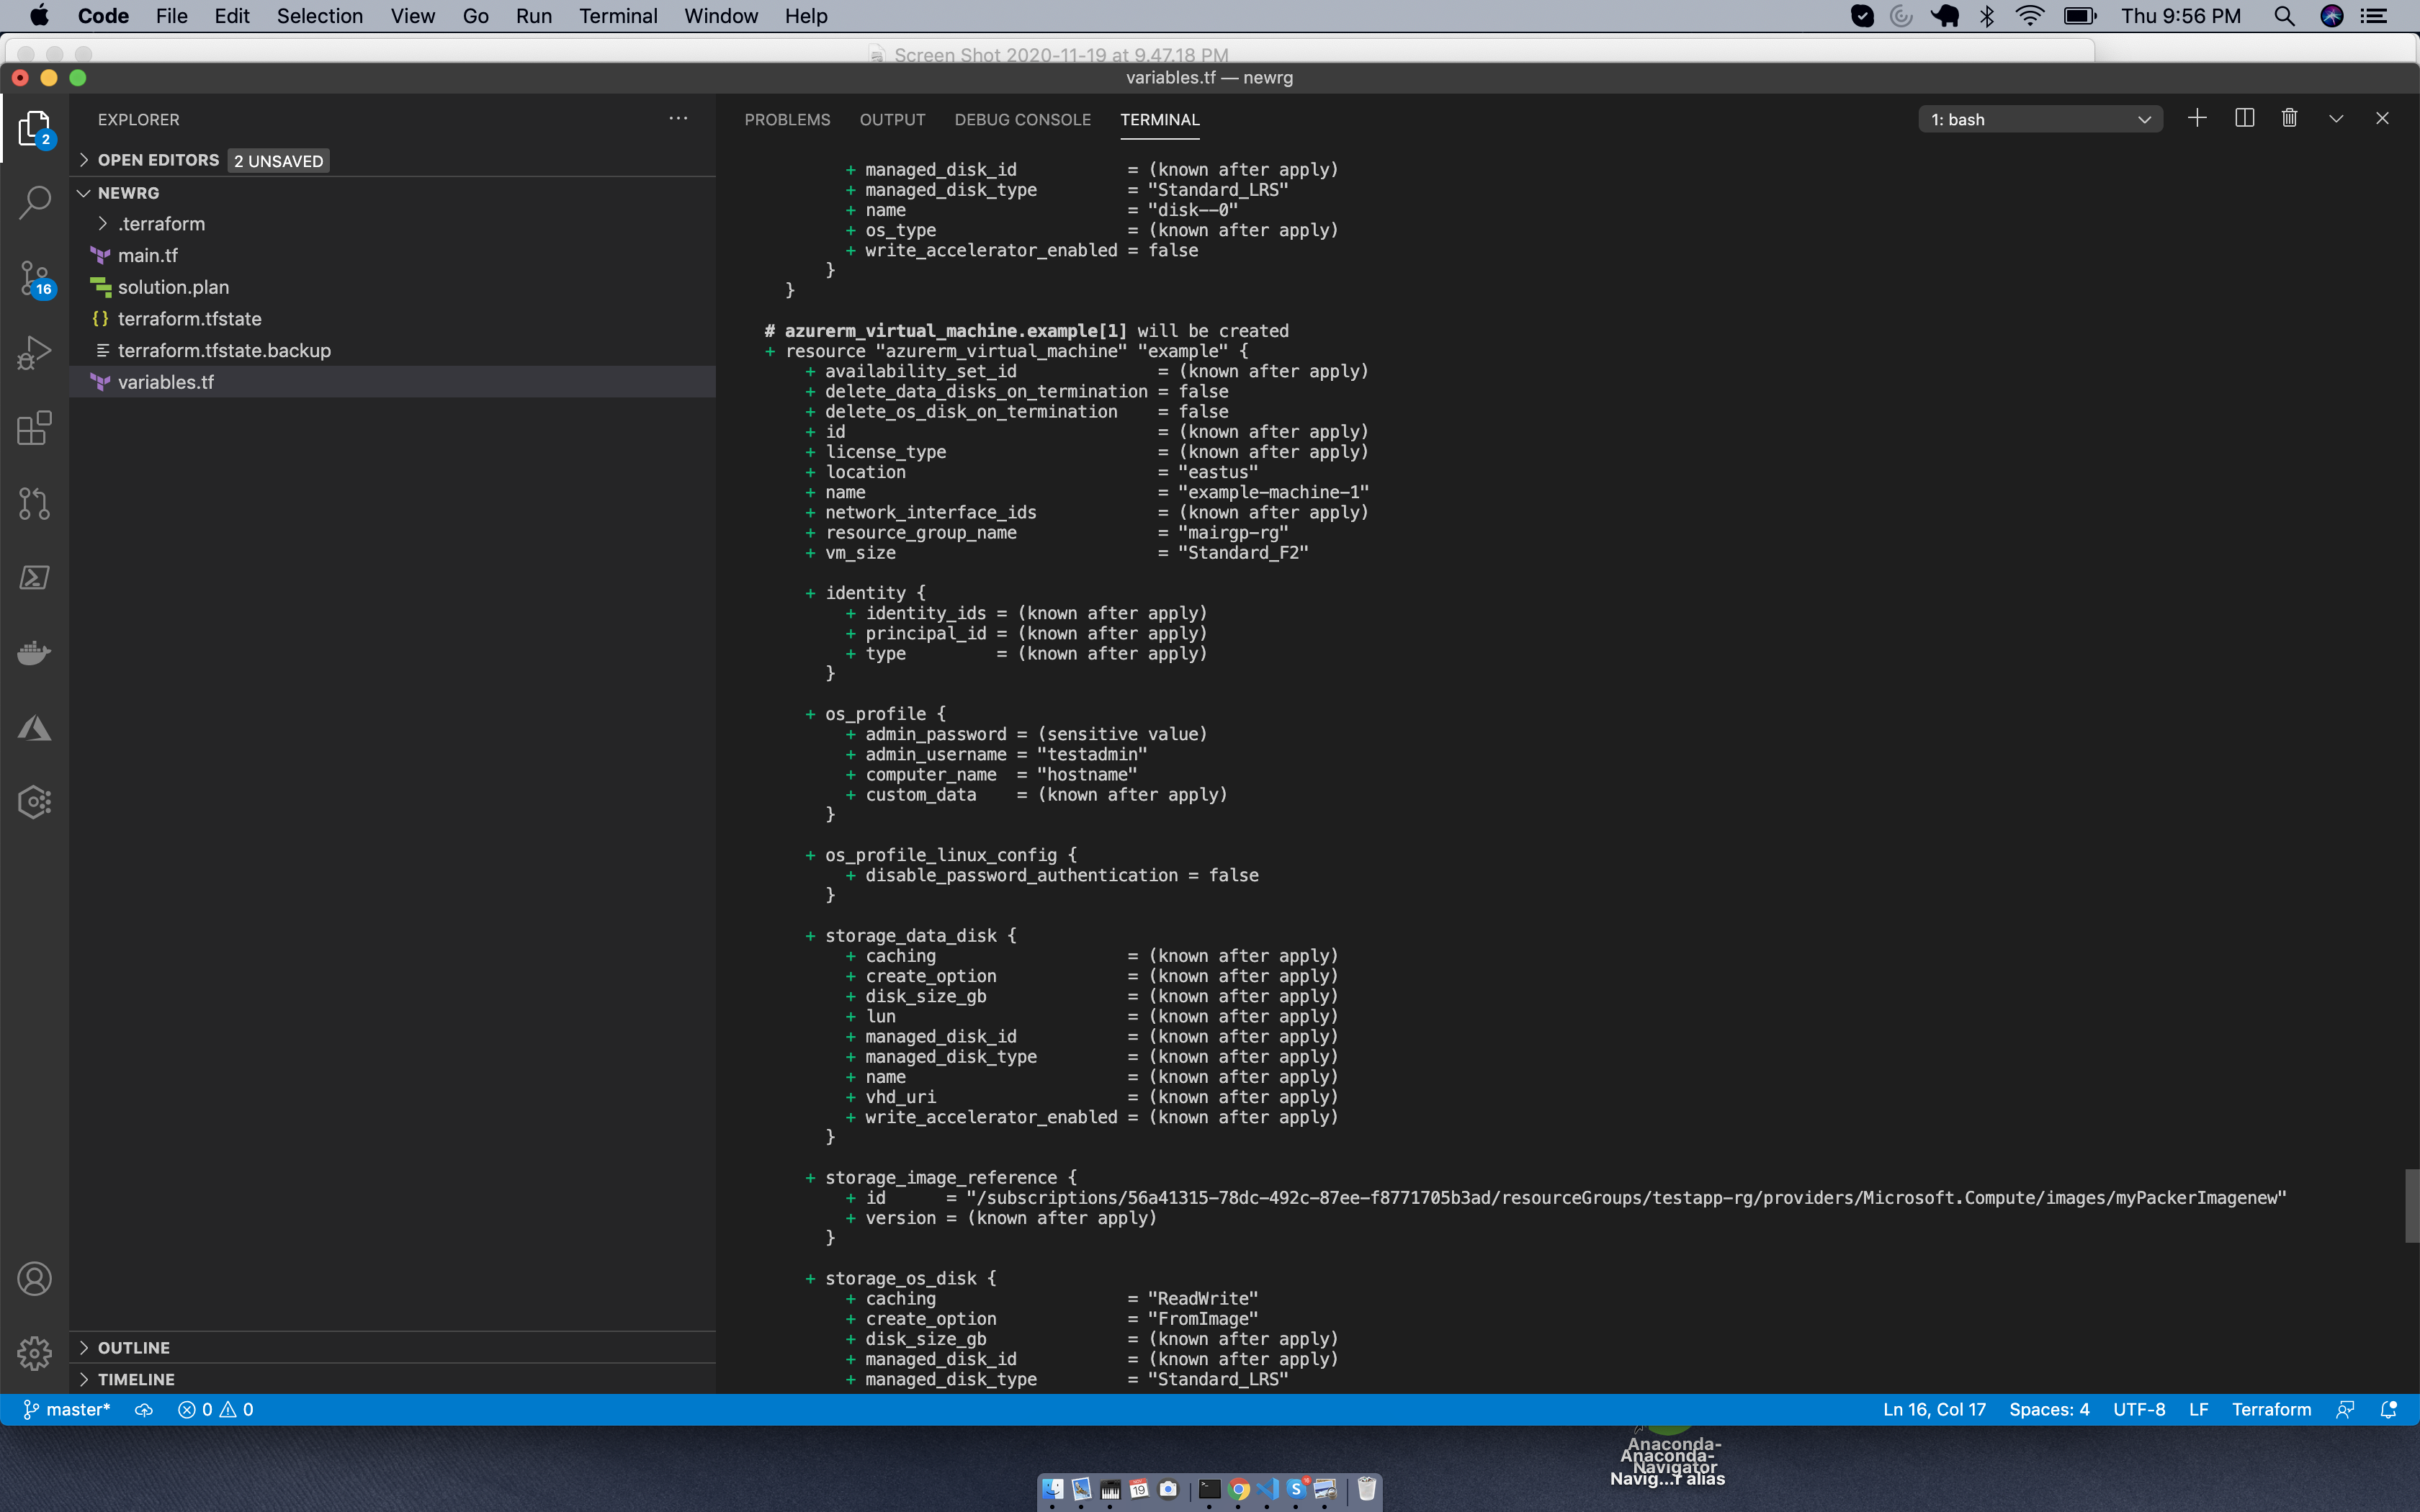 Code File Edit Selection View Go Run Terminal Window Help Thu 9:56 PM
Screen Shot 2020-11-19 at 9.47.18 PM
variables.tf — newrg
EXPLORER
OPEN EDITORS 2 UNSAVED
NEWRG
.terraform
main.tf
solution.plan
terraform.tfstate
terraform.tfstate.backup
variables.tf
OUTLINE
TIMELINE
2
16
PROBLEMS OUTPUT DEBUG CONSOLE TERMINAL 1: bash
+ managed_disk_id = (known after apply)
+ managed_disk_type = "Standard_LRS"
+ name = "disk--0"
+ os_type = (known after apply)
+ write_accelerator_enabled = false
}
}
# azurerm_virtual_machine.example[1] will be created
+ resource "azurerm_virtual_machine" "example" {
+ availability_set_id = (known after apply)
+ delete_data_disks_on_termination = false
+ delete_os_disk_on_termination = false
+ id = (known after apply)
+ license_type = (known after apply)
+ location = "eastus"
+ name = "example-machine-1"
+ network_interface_ids = (known after apply)
+ resource_group_name = "mairgp-rg"
+ vm_size = "Standard_F2"
+ identity {
+ identity_ids = (known after apply)
+ principal_id = (known after apply)
+ type = (known after apply)
}
+ os_profile {
+ admin_password = (sensitive value)
+ admin_username = "testadmin"
+ computer_name = "hostname"
+ custom_data = (known after apply)
}
+ os_profile_linux_config {
+ disable_password_authentication = false
}
+ storage_data_disk {
+ caching = (known after apply)
+ create_option = (known after apply)
+ disk_size_gb = (known after apply)
+ lun = (known after apply)
+ managed_disk_id = (known after apply)
+ managed_disk_type = (known after apply)
+ name = (known after apply)
+ vhd_uri = (known after apply)
+ write_accelerator_enabled = (known after apply)
}
+ storage_image_reference {
+ id = "/subscriptions/56a41315-78dc-492c-87ee-f8771705b3ad/resourceGroups/testapp-rg/providers/Microsoft.Compute/images/myPackerImagenew"
+ version = (known after apply)
}
+ storage_os_disk {
+ caching = "ReadWrite"
+ create_option = "FromImage"
+ disk_size_gb = (known after apply)
+ managed_disk_id = (known after apply)
+ managed_disk_type = "Standard_LRS"
master* 0 0 Ln 16, Col 17 Spaces: 4 UTF-8 LF Terraform
Anaconda-
Anaconda-
Navigator
Navig...r alias
19